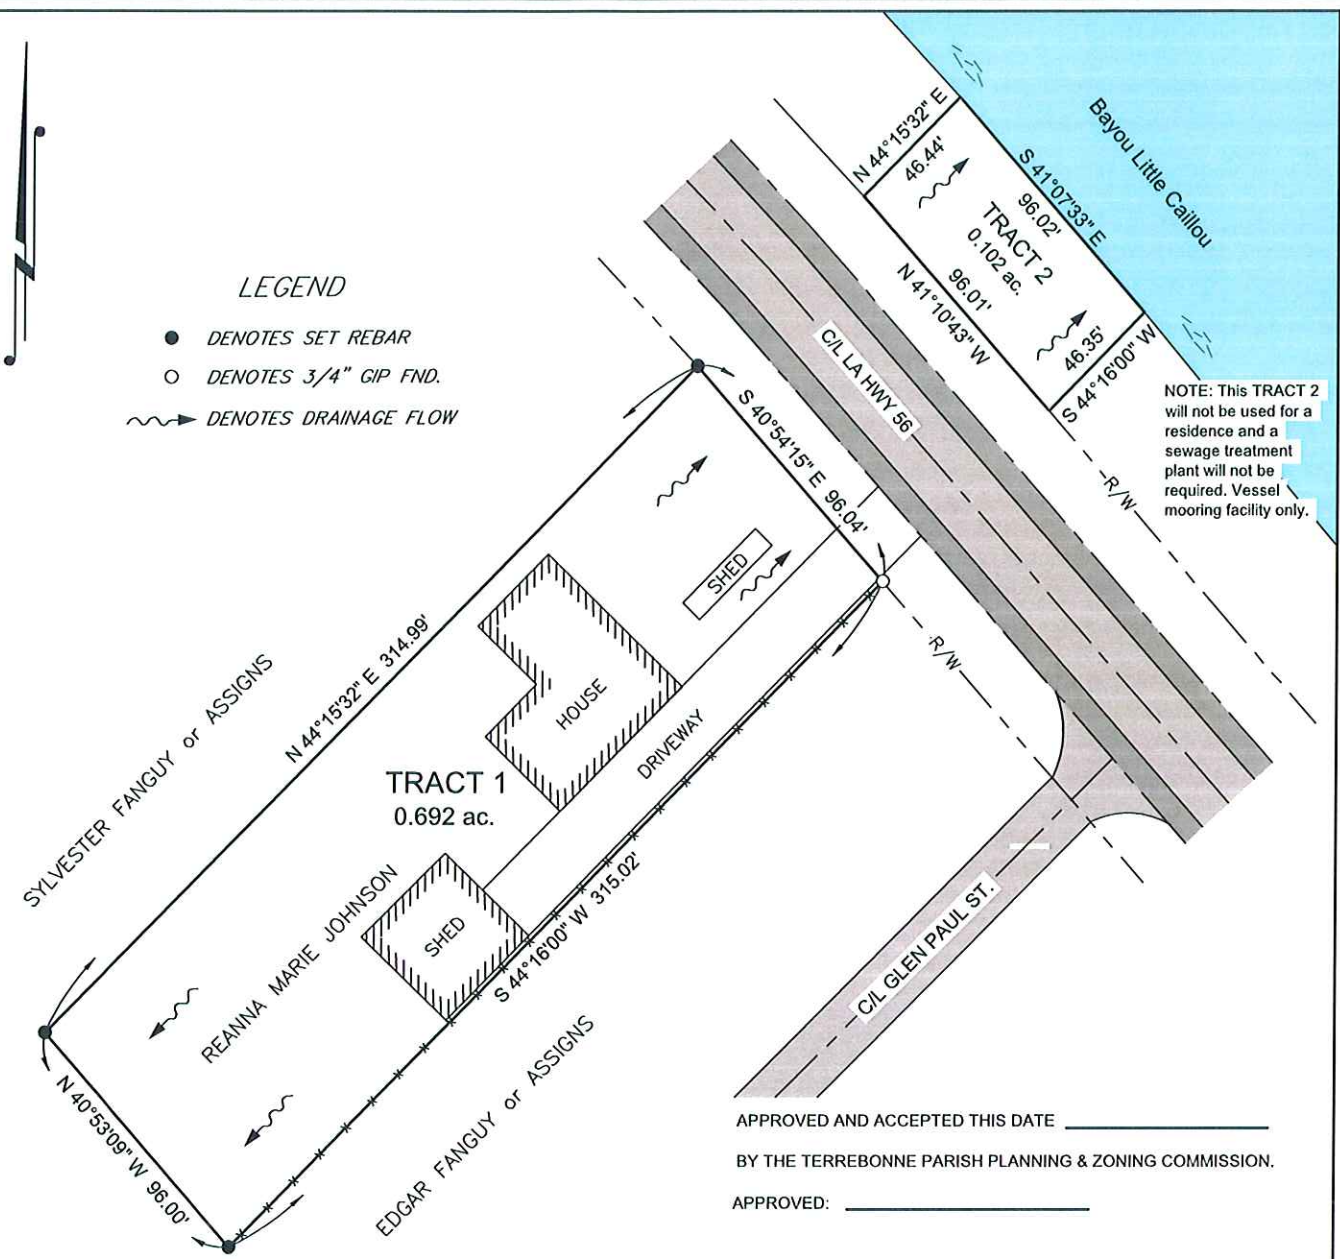 LEGEND
DENOTES SET REBAR
DENOTES 3/4" GIP FND.
DENOTES DRAINAGE FLOW
Bayou Little Caillou
N 44°15'32" E
46.44'
S 41°07'33" E
96.02'
TRACT 2
0.102 ac.
96.01'
N 41°10'43" W
46.35'
S 44°16'00" W
NOTE: This TRACT 2
will not be used for a
residence and a
sewage treatment
plant will not be
required. Vessel
mooring facility only.
C/L LA HWY 56
R/W
R/W
S 40°54'15" E 96.04'
SHED
N 44°15'32" E 314.99'
HOUSE
DRIVEWAY
TRACT 1
0.692 ac.
SYLVESTER FANGUY or ASSIGNS
REANNA MARIE JOHNSON
SHED
S 44°16'00" W 315.02'
EDGAR FANGUY or ASSIGNS
N 40°53'09" W 96.00'
C/L GLEN PAUL ST.
APPROVED AND ACCEPTED THIS DATE
BY THE TERREBONNE PARISH PLANNING & ZONING COMMISSION.
APPROVED: